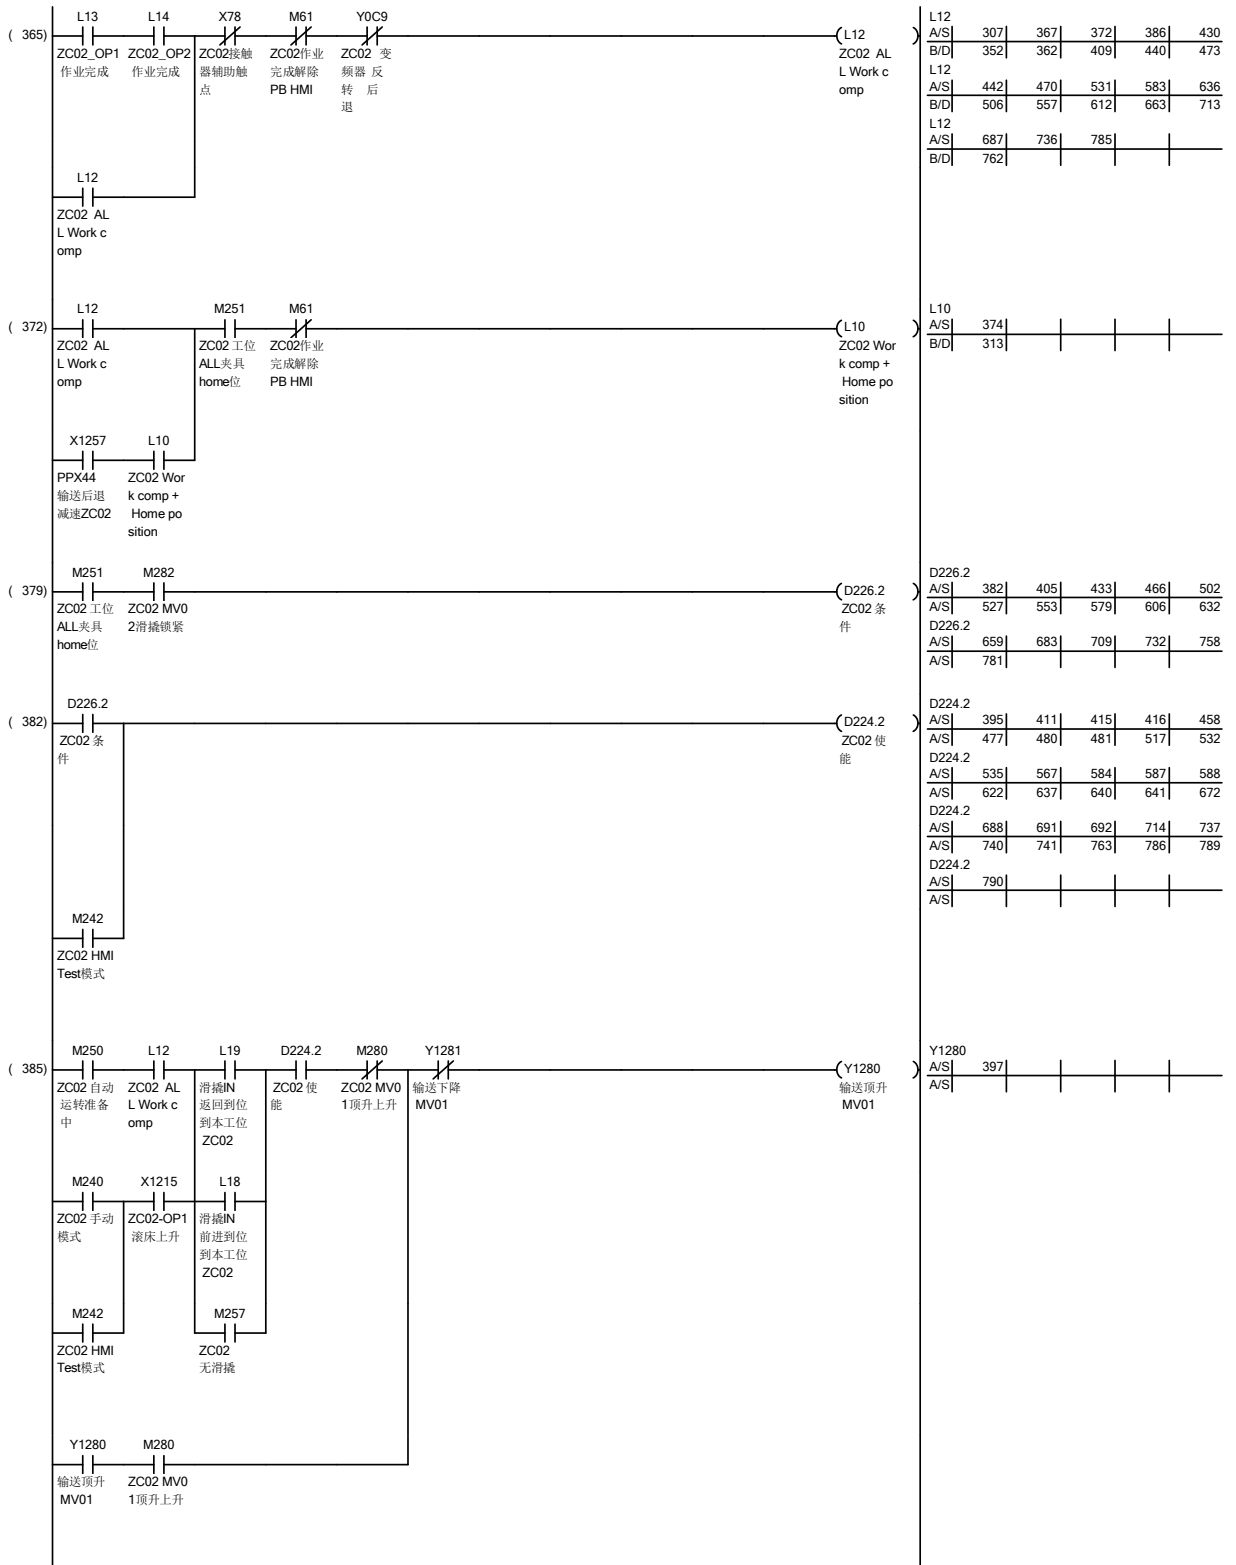 L13 L14 X78 M61 Y0C9
( 365) ( L12 )
ZC02_OP1 ZC02_OP2 ZC02接触 ZC02作业 ZC02 变 ZC02 AL
作业完成 作业完成 器辅助触 完成解除 频器 反 L Work c
点 PB HMI 转 后 omp
退
L12
A/S 307 367 372 386 430
B/D 352 362 409 440 473
L12
A/S 442 470 531 583 636
B/D 506 557 612 663 713
L12
A/S 687 736 785
B/D 762
L12
ZC02 AL
L Work c
omp
L12 M251 M61
( 372) ( L10 )
ZC02 AL ZC02 工位 ZC02作业 ZC02 Wor
L Work c ALL夹具 完成解除 k comp +
omp home位 PB HMI Home po
sition
L10
A/S 374
B/D 313
X1257 L10
PPX44 ZC02 Wor
输送后退 k comp +
减速ZC02 Home po
sition
M251 M282
( 379) ( D226.2 )
ZC02 工位 ZC02 MV0 ZC02 条
ALL夹具 2滑撬锁紧 件
home位
D226.2
A/S 382 405 433 466 502
A/S 527 553 579 606 632
D226.2
A/S 659 683 709 732 758
A/S 781
D226.2
( 382) ( D224.2 )
ZC02 条 ZC02 使
件 能
D224.2
A/S 395 411 415 416 458
A/S 477 480 481 517 532
D224.2
A/S 535 567 584 587 588
A/S 622 637 640 641 672
D224.2
A/S 688 691 692 714 737
A/S 740 741 763 786 789
D224.2
A/S 790
A/S
M242
ZC02 HMI
Test模式
M250 L12 L19 D224.2 M280 Y1281
( 385) ( Y1280 )
ZC02 自动 ZC02 AL 滑撬IN ZC02 使 ZC02 MV0 输送下降 输送顶升
运转准备 L Work c 返回到位 能 1顶升上升 MV01 MV01
中 omp 到本工位
ZC02
Y1280
A/S 397
A/S
M240 X1215 L18
ZC02 手动 ZC02-OP1 滑撬IN
模式 滚床上升 前进到位
到本工位
ZC02
M242 M257
ZC02 HMI ZC02
Test模式 无滑撬
Y1280 M280
输送顶升 ZC02 MV0
MV01 1顶升上升